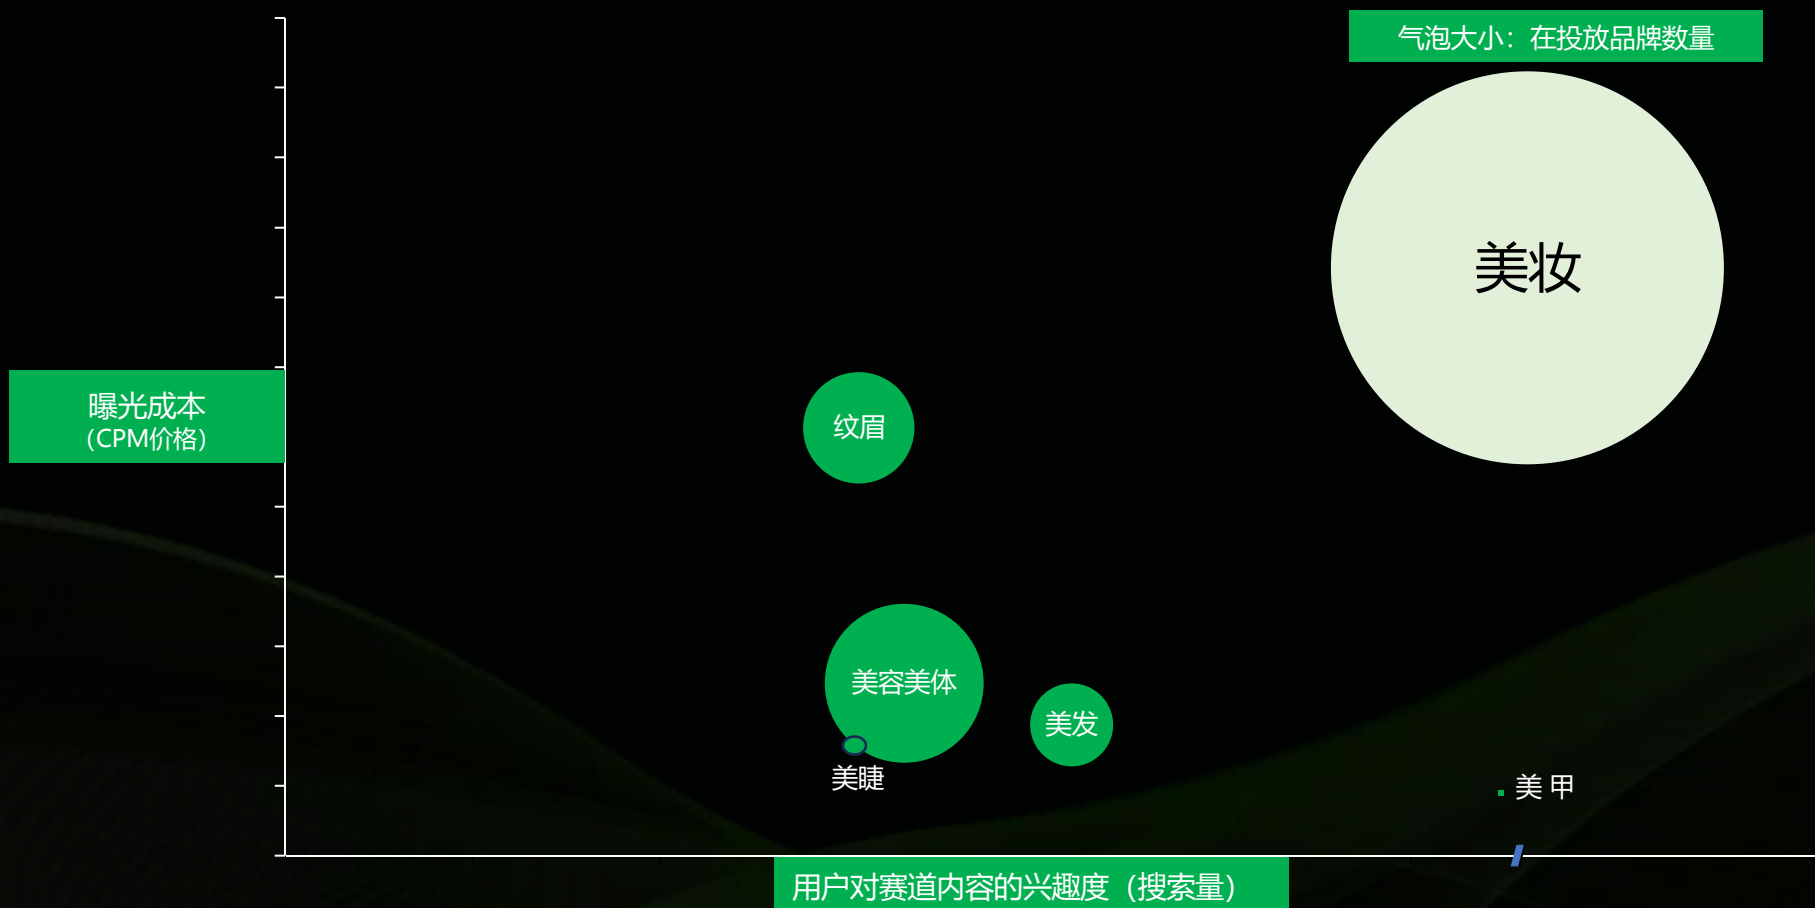 气泡大小：在投放品牌数量
美妆
曝光成本
（CPM价格）
纹眉
美容美体
美发
美睫
美 甲
用户对赛道内容的兴趣度（搜索量）